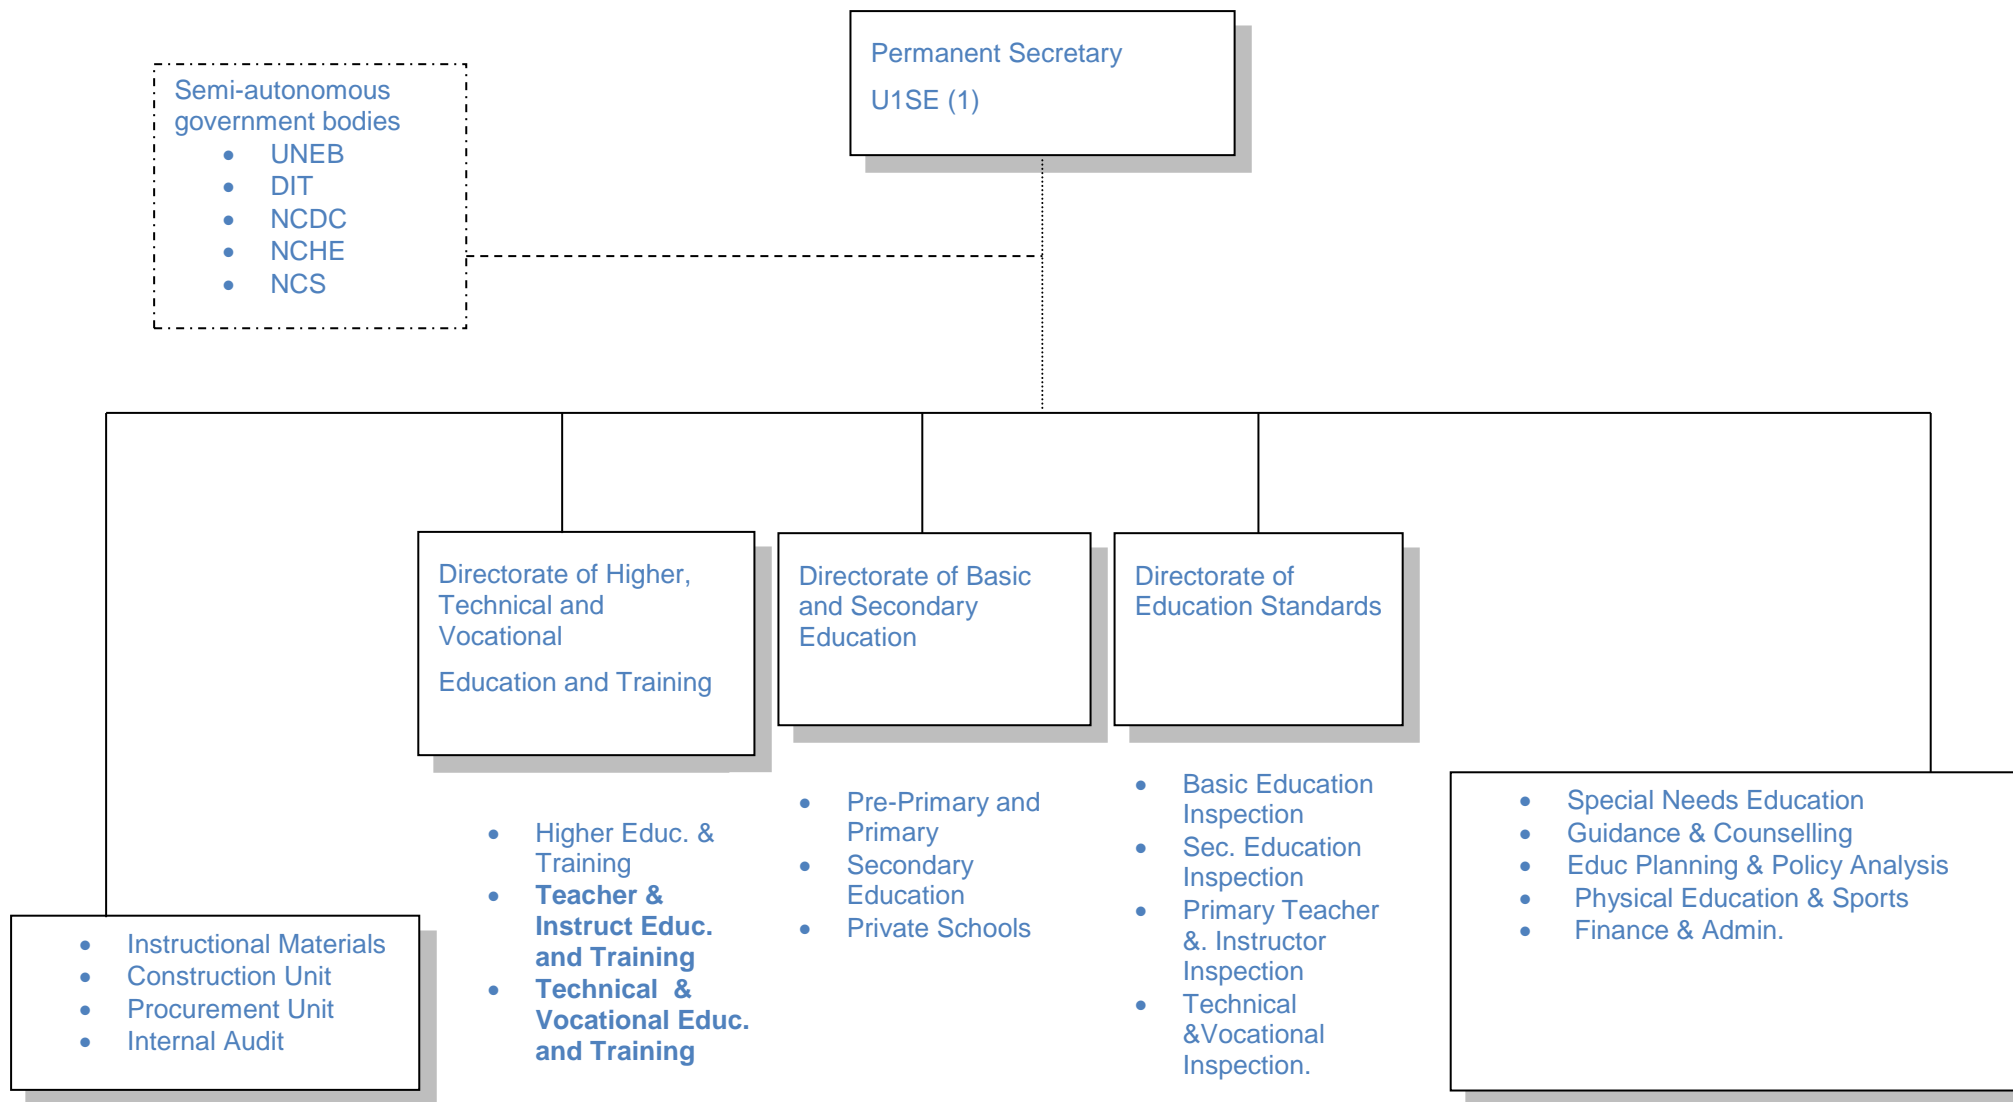 Permanent Secretary
U1SE (1)
Semi-autonomous
government bodies
• UNEB
• DIT
• NCDC
• NCHE
• NCS
Directorate of Higher,
Technical and
Vocational
Education and Training
Directorate of Basic
and Secondary
Education
Directorate of
Education Standards
• Instructional Materials
• Construction Unit
• Procurement Unit
• Internal Audit
• Higher Educ. &
Training
• Teacher &
Instruct Educ.
and Training
• Technical &
Vocational Educ.
and Training
• Pre-Primary and
Primary
• Secondary
Education
• Private Schools
• Basic Education
Inspection
• Sec. Education
Inspection
• Primary Teacher
&. Instructor
Inspection
• Technical
&Vocational
Inspection.
• Special Needs Education
• Guidance & Counselling
• Educ Planning & Policy Analysis
• Physical Education & Sports
• Finance & Admin.